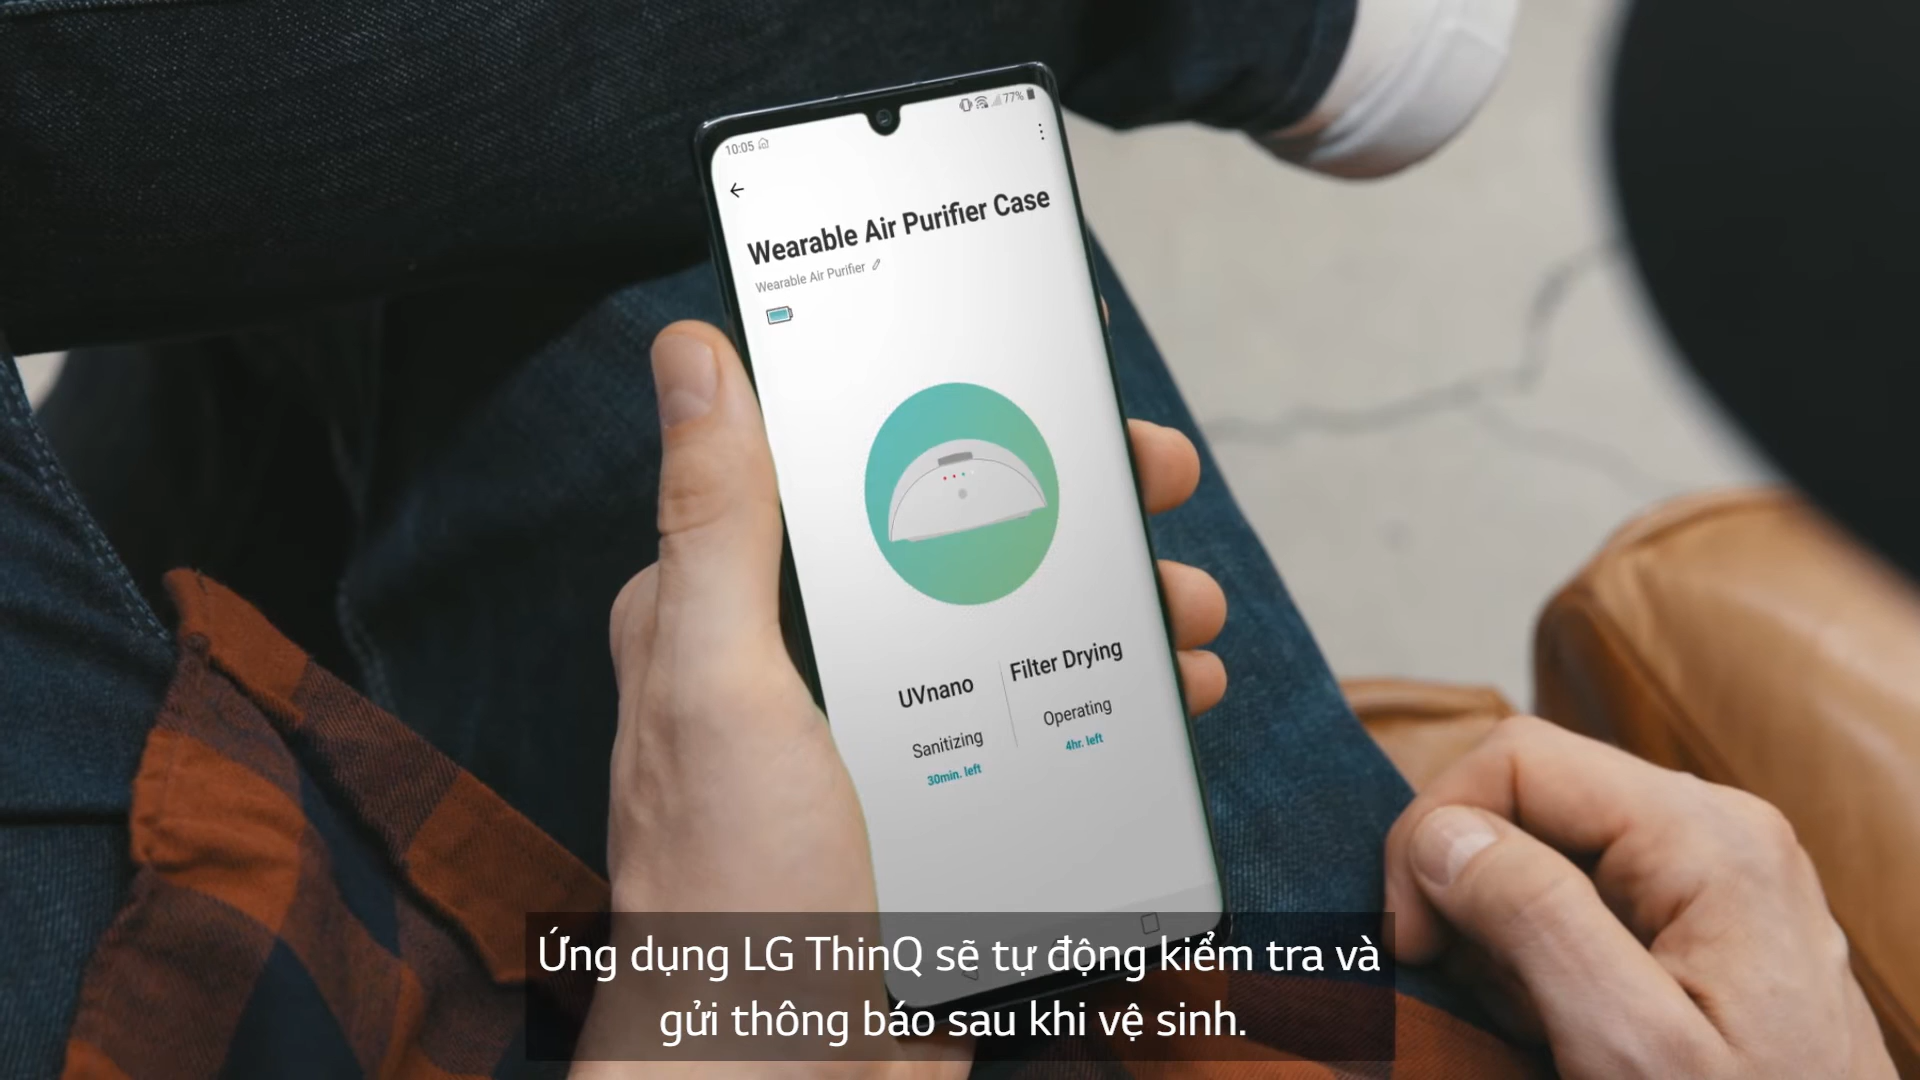 10:05
77%
Wearable Air Purifier Case
Wearable Air Purifier
UVnano
Filter Drying
Sanitizing
Operating
30min. left
4hr. left
Ứng dụng LG ThinQ sẽ tự động kiểm tra và
gửi thông báo sau khi vệ sinh.